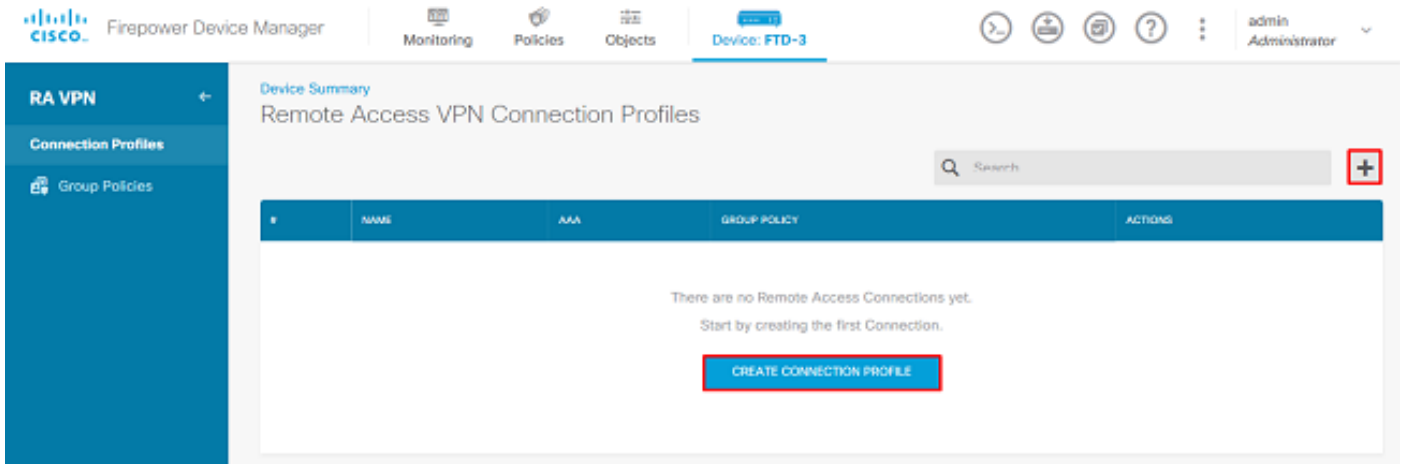 CISCO
Firepower Device Manager
Monitoring
Policies
Objects
Device: FTD-3
admin
Administrator
RA VPN
Connection Profiles
Group Policies
Device Summary
Remote Access VPN Connection Profiles
Search
# NAME AAA GROUP POLICY ACTIONS
There are no Remote Access Connections yet.
Start by creating the first Connection.
CREATE CONNECTION PROFILE